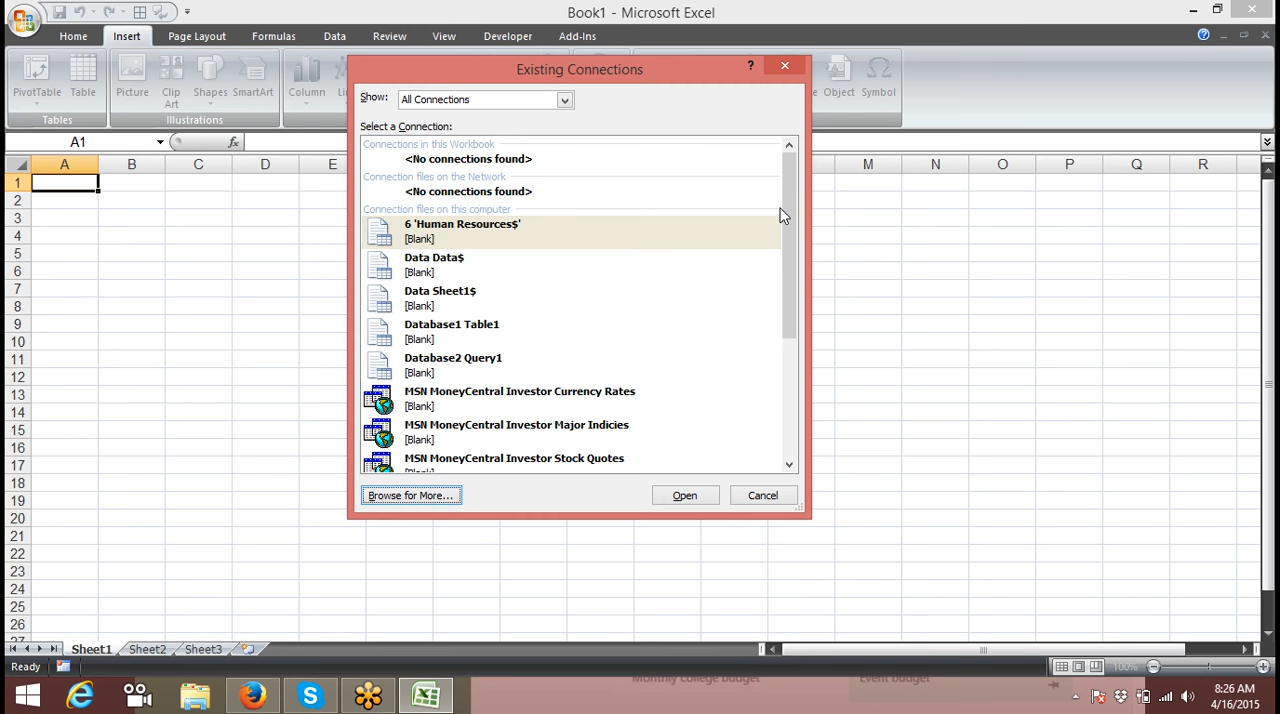 Book1 - Microsoft Excel
Home Insert Page Layout Formulas Data Review View Developer Add-Ins
PivotTable Table Picture Clip Art Shapes SmartArt Column Object Symbol
Tables Illustrations
Existing Connections
Show: All Connections
Select a Connection:
Connections in this Workbook
<No connections found>
Connection files on the Network
<No connections found>
Connection files on this computer
6 'Human Resources$'
[Blank]
Data Data$
[Blank]
Data Sheet1$
[Blank]
Database1 Table1
[Blank]
Database2 Query1
[Blank]
MSN MoneyCentral Investor Currency Rates
[Blank]
MSN MoneyCentral Investor Major Indicies
[Blank]
MSN MoneyCentral Investor Stock Quotes
Browse for More... Open Cancel
A1 fx
A B C D E M N O P Q R
1
2
3
4
5
6
7
8
9
10
11
12
13
14
15
16
17
18
19
20
21
22
23
24
25
26
27
Sheet1 Sheet2 Sheet3
Ready 100%
Monthly college budget Event budget
8:26 AM
4/16/2015